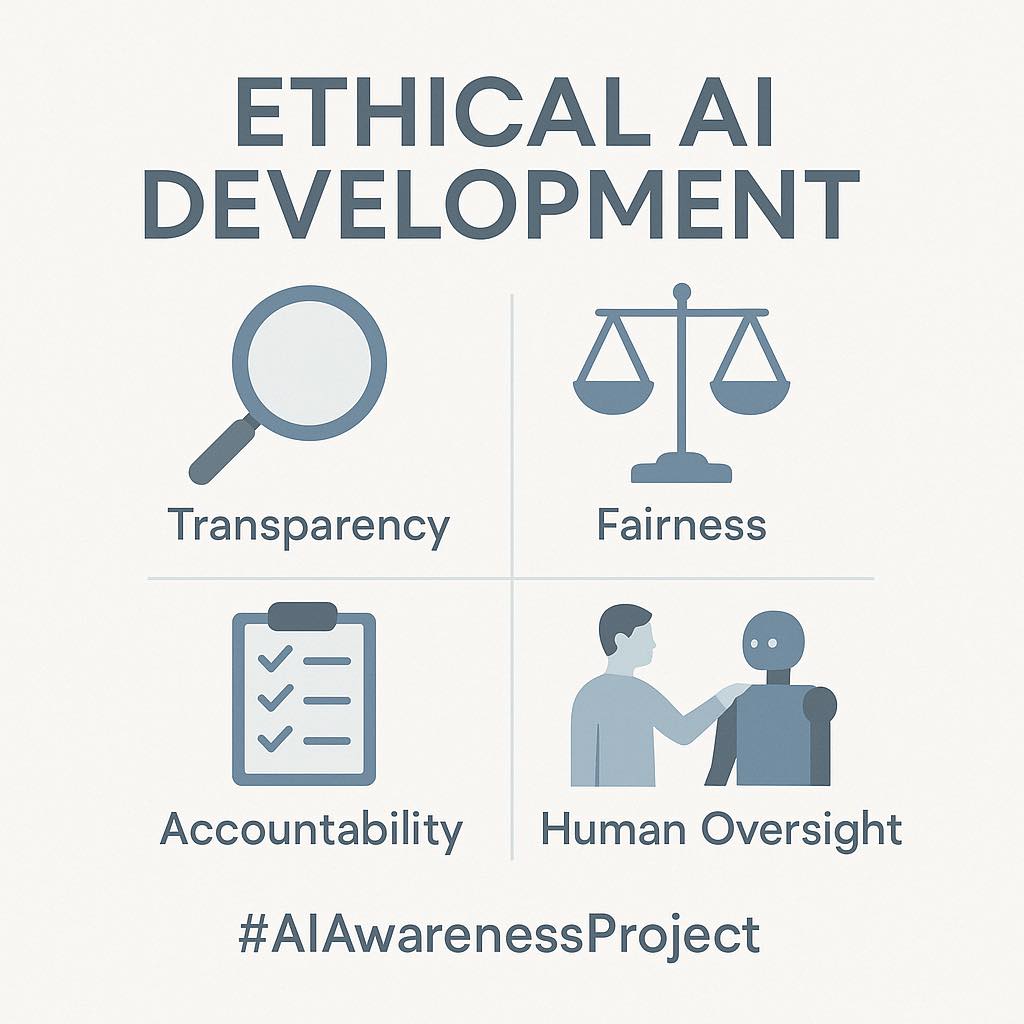 ETHICAL AI
DEVELOPMENT
Transparency
Fairness
Accountability
Human Oversight
#AIAwarenessProject